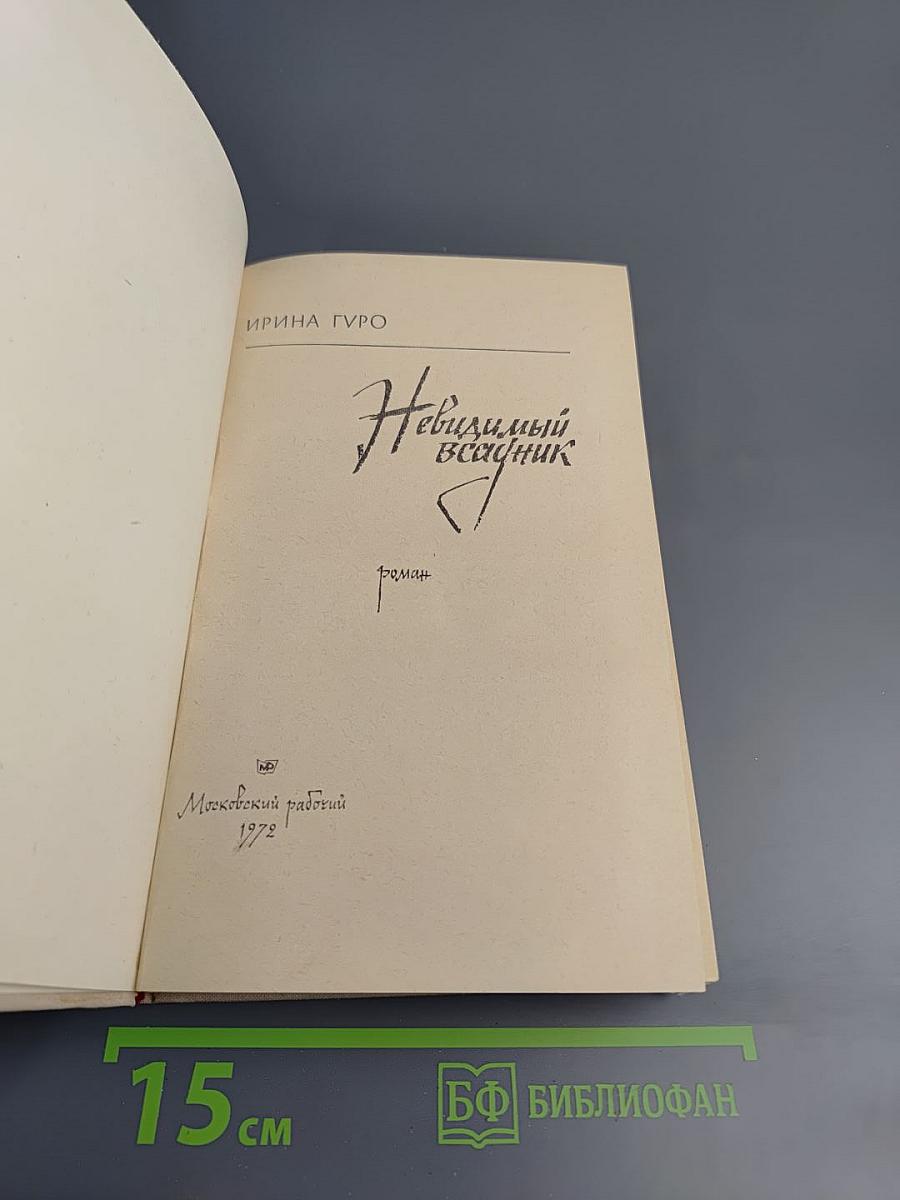 ИРИНА ГУРО
Невидимый
всадник
роман
МР
Московский рабочий
1972
15 см
БФ БИБЛИОФАН